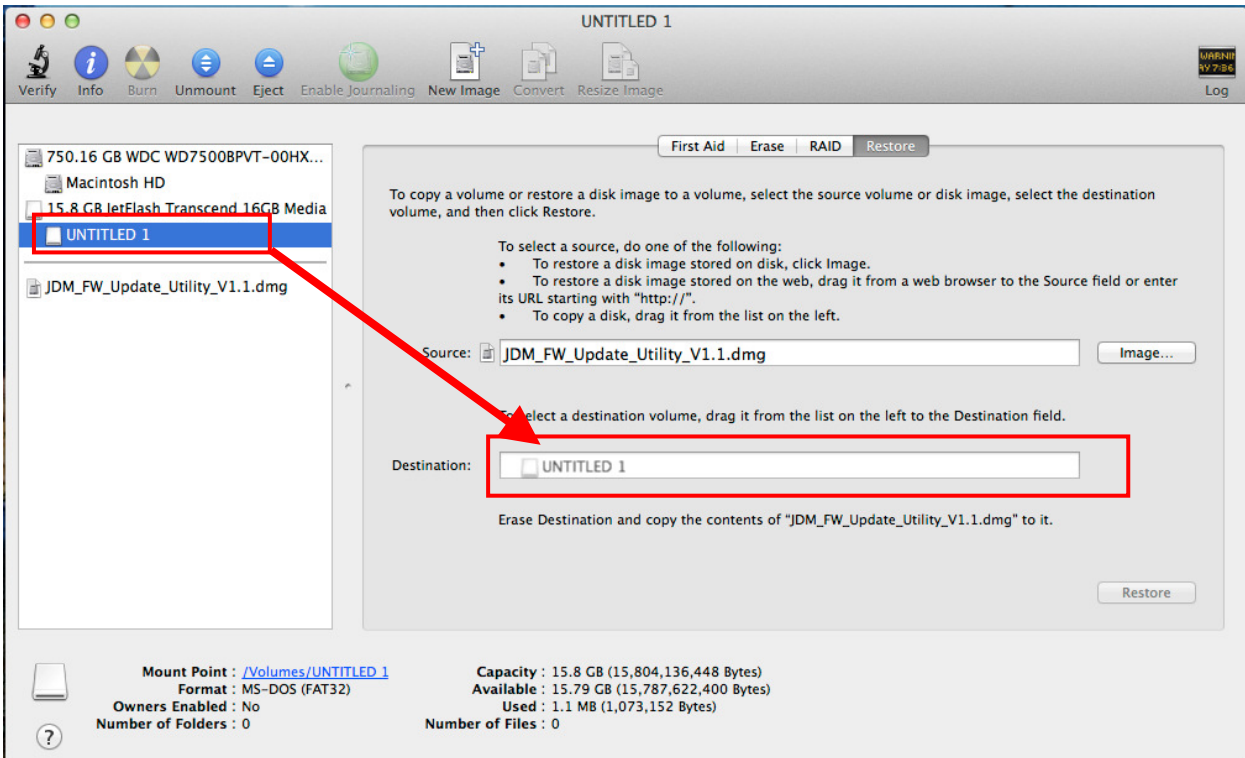 UNTITLED 1
Verify Info Burn Unmount Eject Enable Journaling New Image Convert Resize Image Log
WARNIN
AY 7:36
750.16 GB WDC WD7500BPVT-00HX...
Macintosh HD
15.8 GB JetFlash Transcend 16GB Media
UNTITLED 1
JDM_FW_Update_Utility_V1.1.dmg
First Aid Erase RAID Restore
To copy a volume or restore a disk image to a volume, select the source volume or disk image, select the destination
volume, and then click Restore.
To select a source, do one of the following:
• To restore a disk image stored on disk, click Image.
• To restore a disk image stored on the web, drag it from a web browser to the Source field or enter
its URL starting with “http://”.
• To copy a disk, drag it from the list on the left.
Source: JDM_FW_Update_Utility_V1.1.dmg Image...
To select a destination volume, drag it from the list on the left to the Destination field.
Destination: UNTITLED 1
Erase Destination and copy the contents of “JDM_FW_Update_Utility_V1.1.dmg” to it.
Restore
Mount Point : /Volumes/UNTITLED 1
Format : MS-DOS (FAT32)
Owners Enabled : No
Number of Folders : 0
Capacity : 15.8 GB (15,804,136,448 Bytes)
Available : 15.79 GB (15,787,622,400 Bytes)
Used : 1.1 MB (1,073,152 Bytes)
Number of Files : 0
?